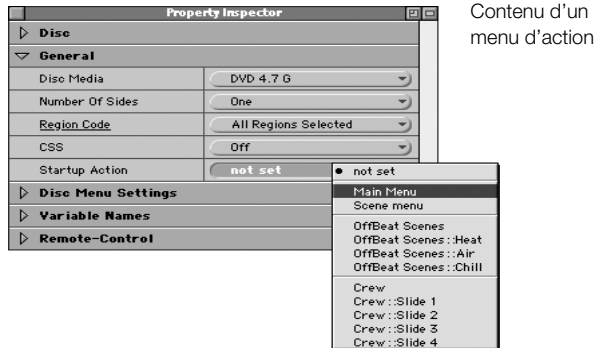 Property Inspector
Contenu d’un
menu d’action
Disc
General
Disc Media DVD 4.7 G
Number Of Sides One
Region Code All Regions Selected
CSS Off
Startup Action not set
Disc Menu Settings
Variable Names
Remote-Control
not set
Main Menu
Scene menu
OffBeat Scenes
OffBeat Scenes::Heat
OffBeat Scenes::Air
OffBeat Scenes::Chill
Crew
Crew::Slide 1
Crew::Slide 2
Crew::Slide 3
Crew::Slide 4